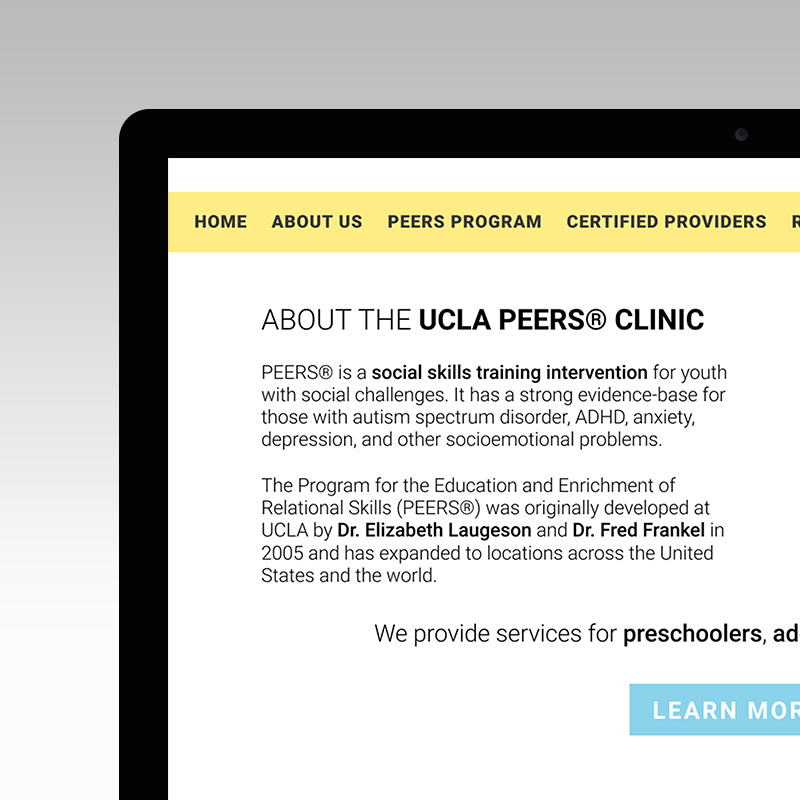 HOME ABOUT US PEERS PROGRAM CERTIFIED PROVIDERS R
ABOUT THE UCLA PEERS® CLINIC
PEERS® is a social skills training intervention for youth
with social challenges. It has a strong evidence-base for
those with autism spectrum disorder, ADHD, anxiety,
depression, and other socioemotional problems.
The Program for the Education and Enrichment of
Relational Skills (PEERS®) was originally developed at
UCLA by Dr. Elizabeth Laugeson and Dr. Fred Frankel in
2005 and has expanded to locations across the United
States and the world.
We provide services for preschoolers, ad
LEARN MOR